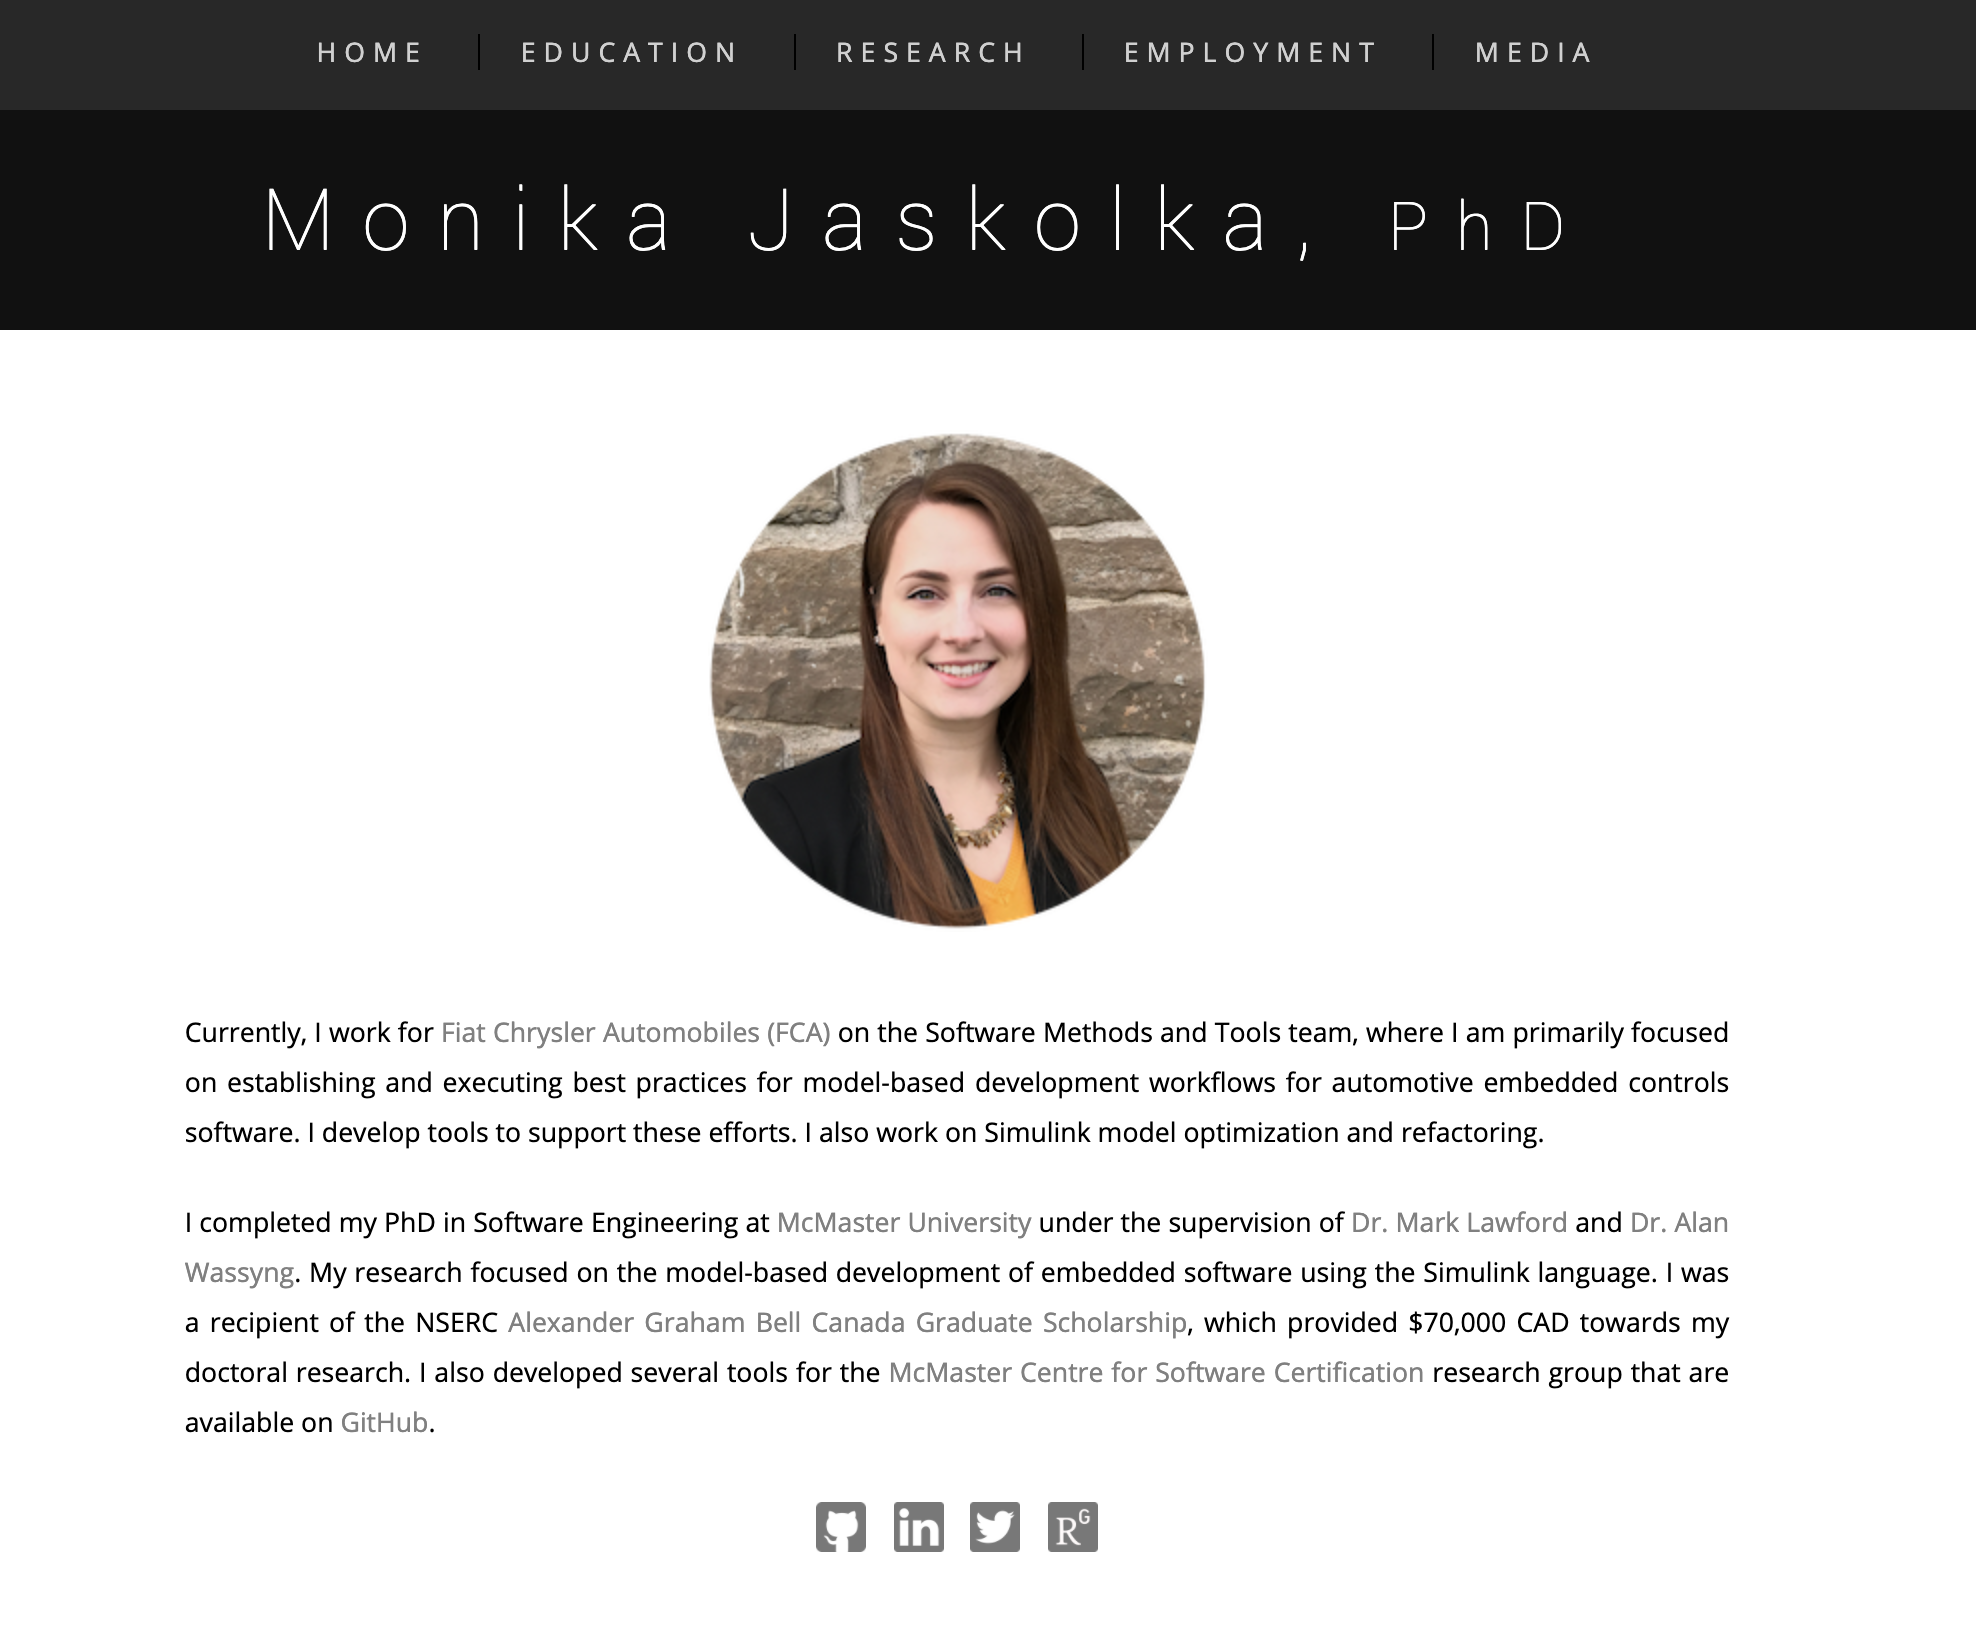 HOME EDUCATION RESEARCH EMPLOYMENT MEDIA
Monika Jaskolka, PhD
Currently, I work for Fiat Chrysler Automobiles (FCA) on the Software Methods and Tools team, where I am primarily focused
on establishing and executing best practices for model-based development workflows for automotive embedded controls
software. I develop tools to support these efforts. I also work on Simulink model optimization and refactoring.
I completed my PhD in Software Engineering at McMaster University under the supervision of Dr. Mark Lawford and Dr. Alan
Wassyng. My research focused on the model-based development of embedded software using the Simulink language. I was
a recipient of the NSERC Alexander Graham Bell Canada Graduate Scholarship, which provided $70,000 CAD towards my
doctoral research. I also developed several tools for the McMaster Centre for Software Certification research group that are
available on GitHub.
in RG